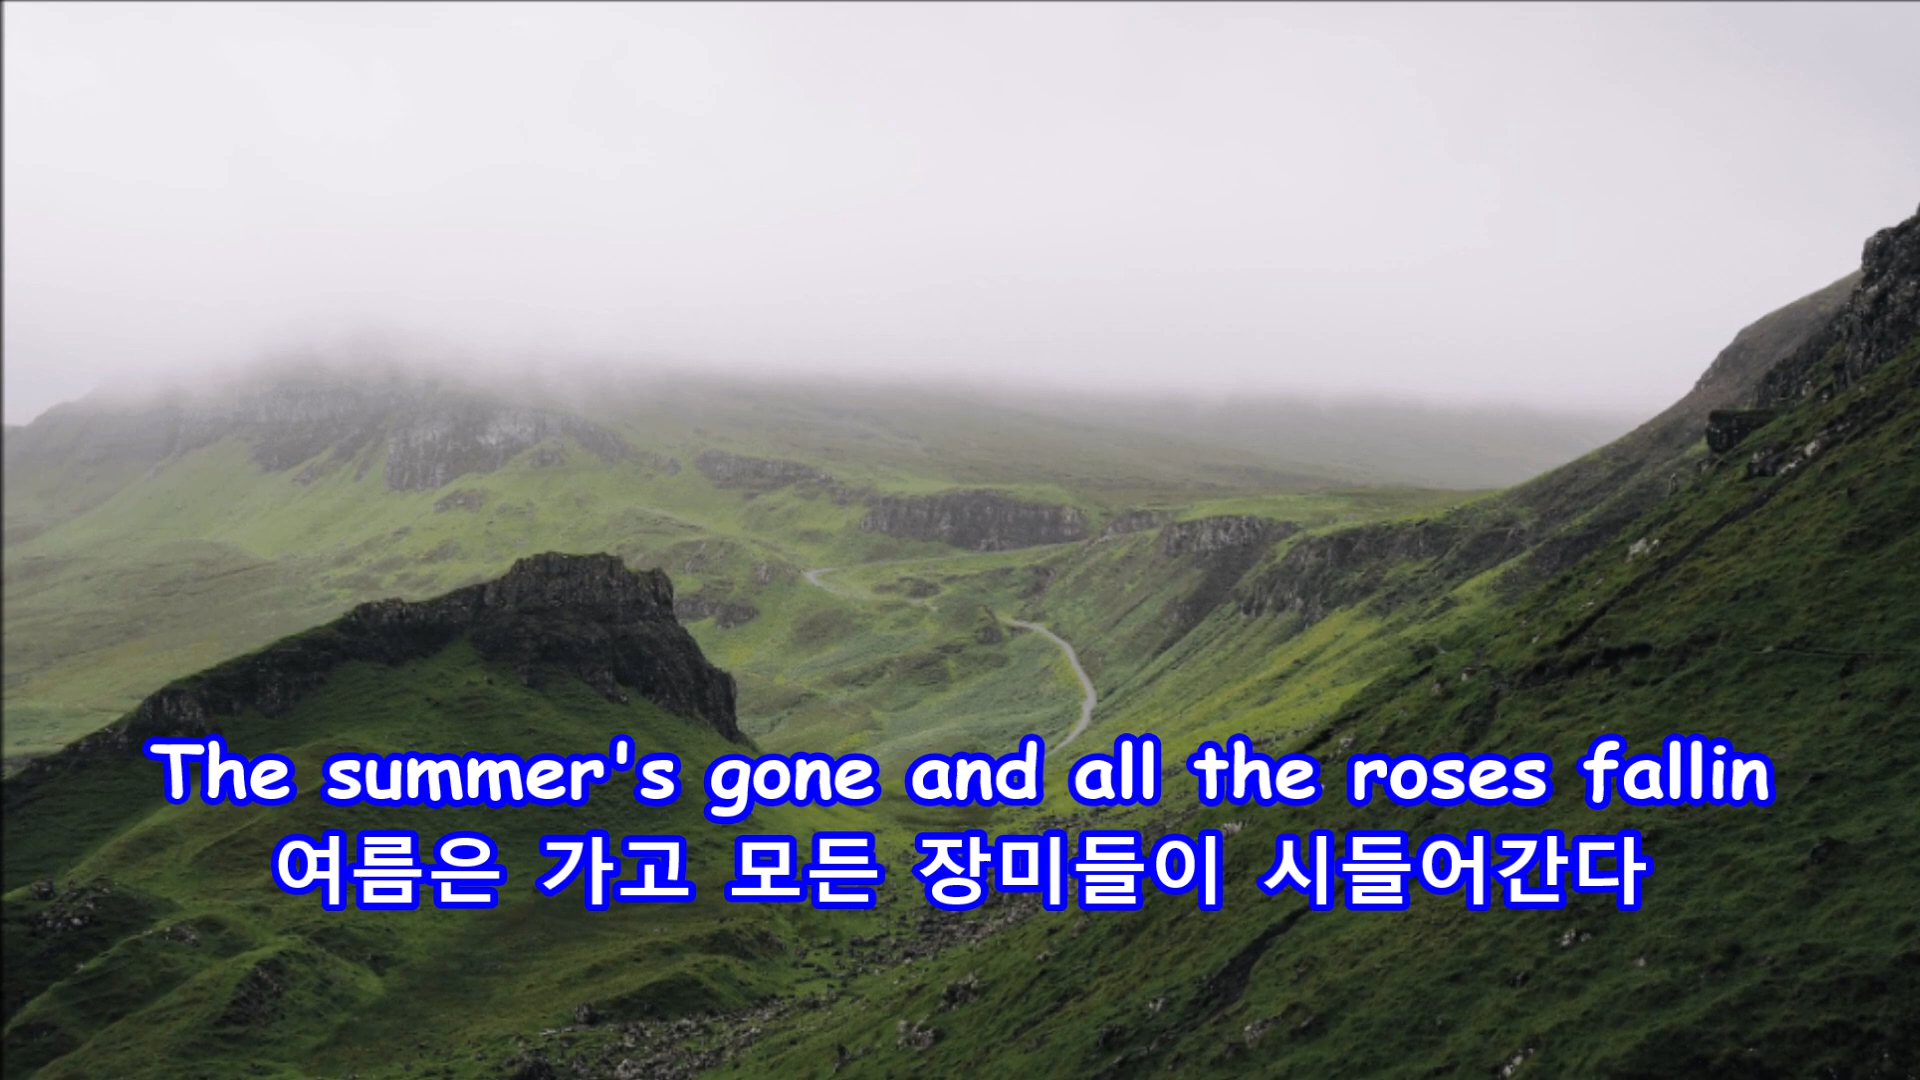 The summer's gone and all the roses fallin
여름은 가고 모든 장미들이 시들어간다